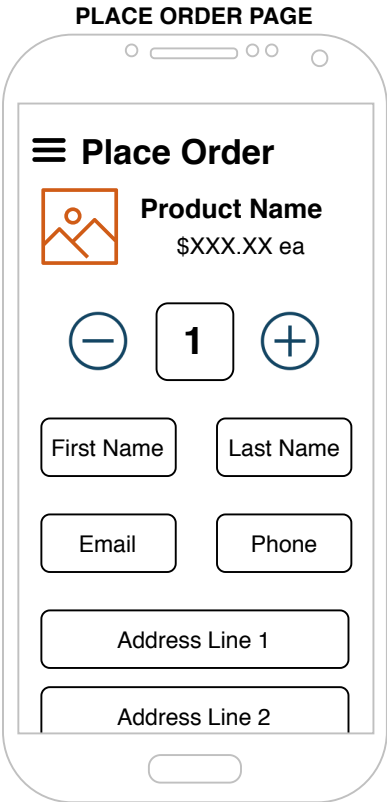 PLACE ORDER PAGE
Place Order
Product Name
$XXX.XX ea
1
First Name Last Name
Email Phone
Address Line 1
Address Line 2